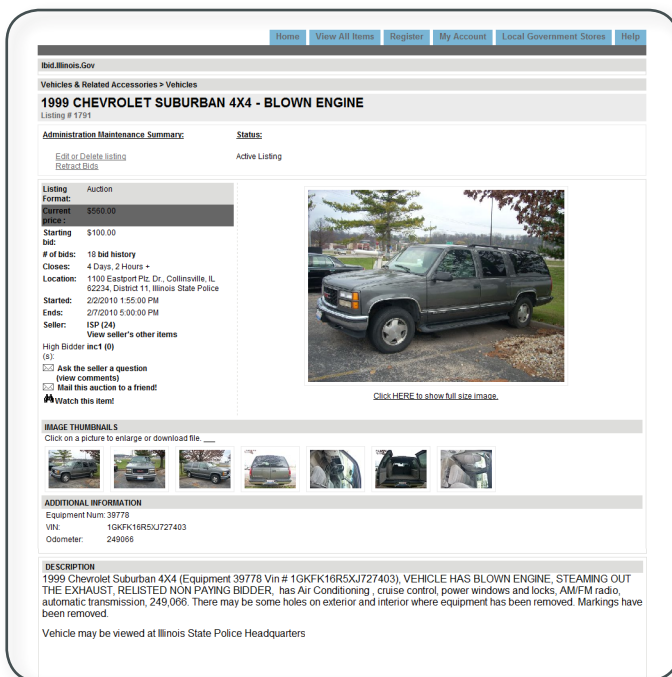 Home View All Items Register My Account Local Government Stores Help
Ibid.Illinois.Gov
Vehicles & Related Accessories > Vehicles
1999 CHEVROLET SUBURBAN 4X4 - BLOWN ENGINE
Listing # 1791
Administration Maintenance Summary: Status:
Edit or Delete listing Active Listing
Retract Bids
Listing Format: Auction
Current price : $560.00
Starting bid: $100.00
# of bids: 18 bid history
Closes: 4 Days, 2 Hours +
Location: 1100 Eastport Plz. Dr., Collinsville, IL
62234, District 11, Illinois State Police
Started: 2/2/2010 1:55:00 PM
Ends: 2/7/2010 5:00:00 PM
Seller: ISP (24)
View seller's other items
High Bidder (s): inc1 (0)
Ask the seller a question
(view comments)
Mail this auction to a friend!
Watch this item!
Click HERE to show full size image.
IMAGE THUMBNAILS
Click on a picture to enlarge or download file.
ADDITIONAL INFORMATION
Equipment Num: 39778
VIN: 1GKFK16R5XJ727403
Odometer: 249066
DESCRIPTION
1999 Chevrolet Suburban 4X4 (Equipment 39778 Vin # 1GKFK16R5XJ727403), VEHICLE HAS BLOWN ENGINE, STEAMING OUT
THE EXHAUST, RELISTED NON PAYING BIDDER, has Air Conditioning , cruise control, power windows and locks, AM/FM radio,
automatic transmission, 249,066. There may be some holes on exterior and interior where equipment has been removed. Markings have
been removed.
Vehicle may be viewed at Illinois State Police Headquarters